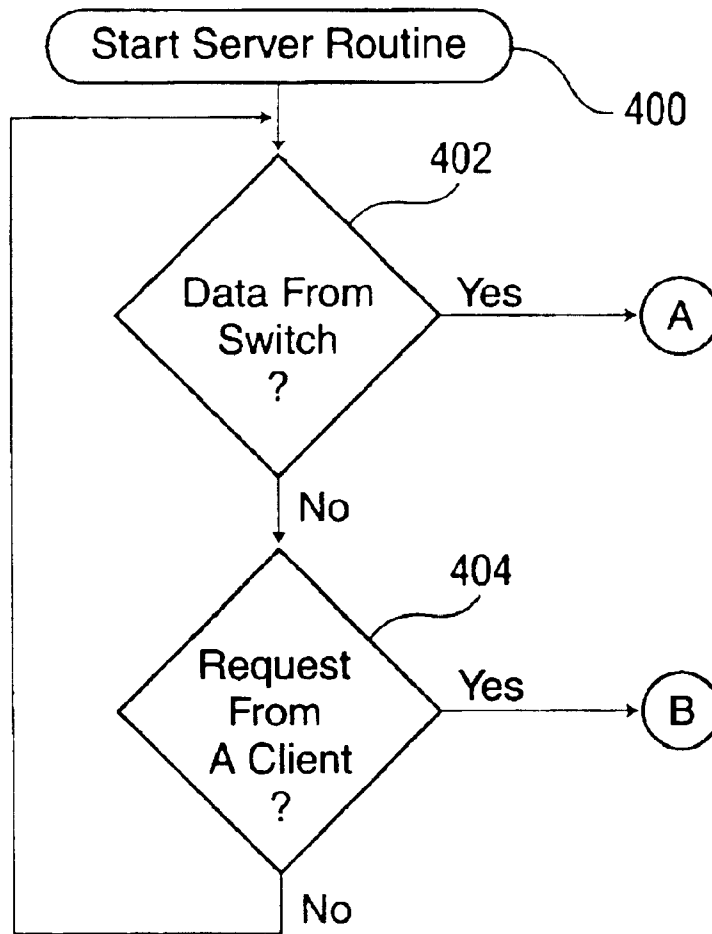 Start Server Routine
400
402
Data From
Switch
?
Yes
A
No
404
Request
From
A Client
?
Yes
B
No